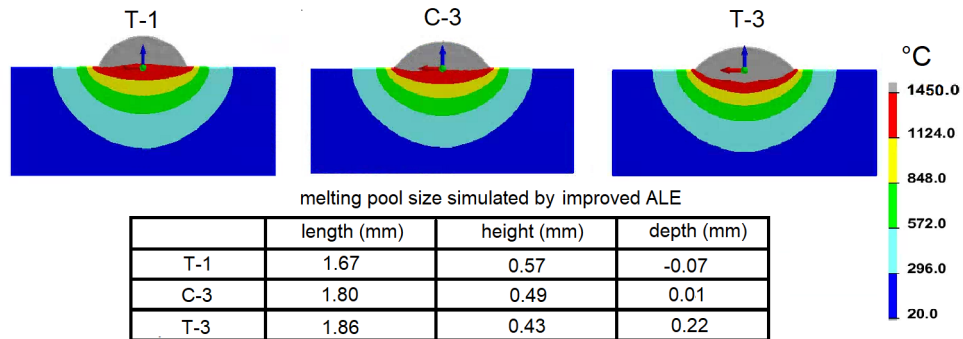 T-1 C-3 T-3
°C
1450.0
1124.0
848.0
572.0
296.0
20.0
melting pool size simulated by improved ALE
length (mm) height (mm) depth (mm)
T-1 1.67 0.57 -0.07
C-3 1.80 0.49 0.01
T-3 1.86 0.43 0.22